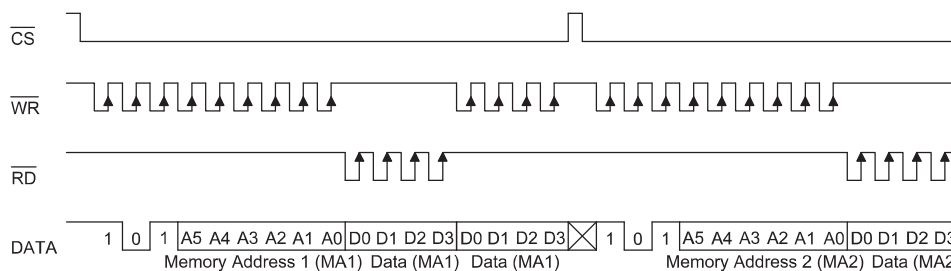 CS
WR
RD
DATA 1 0 1 A5 A4 A3 A2 A1 A0 D0 D1 D2 D3 D0 D1 D2 D3 1 0 1 A5 A4 A3 A2 A1 A0 D0 D1 D2 D3
Memory Address 1 (MA1) Data (MA1) Data (MA1) Memory Address 2 (MA2) Data (MA2